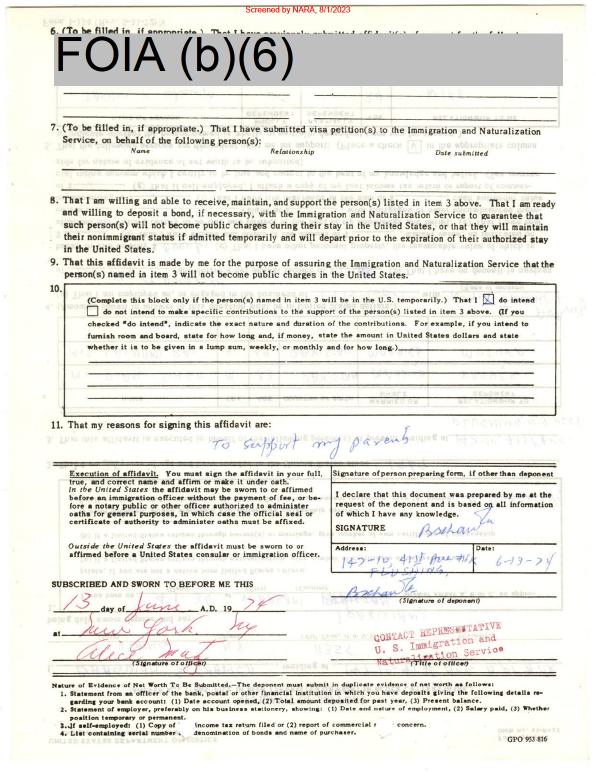 Screened by NARA, 8/1/2023
6. (To be filled in, if appropriate.) That I have previously submitted affidavit(s) of support for the following
FOIA (b)(6)
7. (To be filled in, if appropriate.) That I have submitted visa petition(s) to the Immigration and Naturalization
Service, on behalf of the following person(s):
Name Relationship Date submitted
8. That I am willing and able to receive, maintain, and support the person(s) listed in item 3 above. That I am ready
and willing to deposit a bond, if necessary, with the Immigration and Naturalization Service to guarantee that
such person(s) will not become public charges during their stay in the United States, or that they will maintain
their nonimmigrant status if admitted temporarily and will depart prior to the expiration of their authorized stay
in the United States.
9. That this affidavit is made by me for the purpose of assuring the Immigration and Naturalization Service that the
person(s) named in item 3 will not become public charges in the United States.
10.
(Complete this block only if the person(s) named in item 3 will be in the U.S. temporarily.) That I ☒ do intend
☐ do not intend to make specific contributions to the support of the person(s) listed in item 3 above. (If you
checked "do intend", indicate the exact nature and duration of the contributions. For example, if you intend to
furnish room and board, state for how long and, if money, state the amount in United States dollars and state
whether it is to be given in a lump sum, weekly, or monthly and for how long.)
11. That my reasons for signing this affidavit are:
To support my parents
Execution of affidavit. You must sign the affidavit in your full,
true, and correct name and affirm or make it under oath.
In the United States the affidavit may be sworn to or affirmed
before an immigration officer without the payment of fee, or be-
fore a notary public or other officer authorized to administer
oaths for general purposes, in which case the official seal or
certificate of authority to administer oaths must be affixed.
Outside the United States the affidavit must be sworn to or
affirmed before a United States consular or immigration officer.
Signature of person preparing form, if other than deponent
I declare that this document was prepared by me at the
request of the deponent and is based on all information
of which I have any knowledge.
SIGNATURE
Address: Date:
147-10, 41st Ave 6-13-74
FLUSHING,
(Signature of deponent)
SUBSCRIBED AND SWORN TO BEFORE ME THIS
13 day of June A.D. 19 74
at New York NY
Alice May
(Signature of officer)
CONTACT REPRESENTATIVE
U. S. Immigration and
Naturalization Service
(Title of officer)
Nature of Evidence of Net Worth To Be Submitted.—The deponent must submit in duplicate evidence of net worth as follows:
1. Statement from an officer of the bank, postal or other financial institution in which you have deposits giving the following details re-
garding your bank account: (1) Date account opened, (2) Total amount deposited for past year, (3) Present balance.
2. Statement of employer, preferably on his business stationery, showing: (1) Date and nature of employment, (2) Salary paid, (3) Whether
position temporary or permanent.
3. If self-employed: (1) Copy of income tax return filed or (2) report of commercial concern.
4. List containing serial number denomination of bonds and name of purchaser.
GPO 953-816